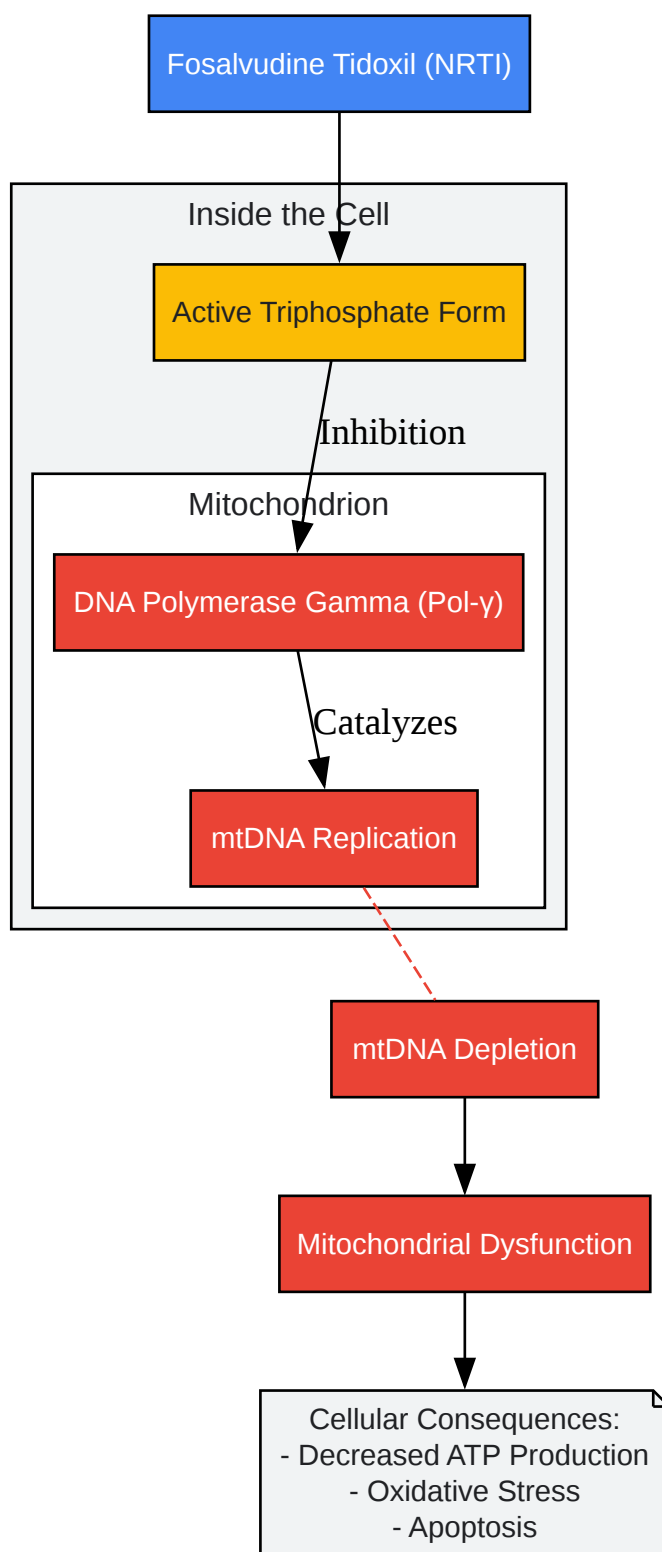 Fosalvudine Tidoxil (NRTI)
Inside the Cell
Active Triphosphate Form
Inhibition
Mitochondrion
DNA Polymerase Gamma (Pol-γ)
Catalyzes
mtDNA Replication
mtDNA Depletion
Mitochondrial Dysfunction
Cellular Consequences:
- Decreased ATP Production
- Oxidative Stress
- Apoptosis